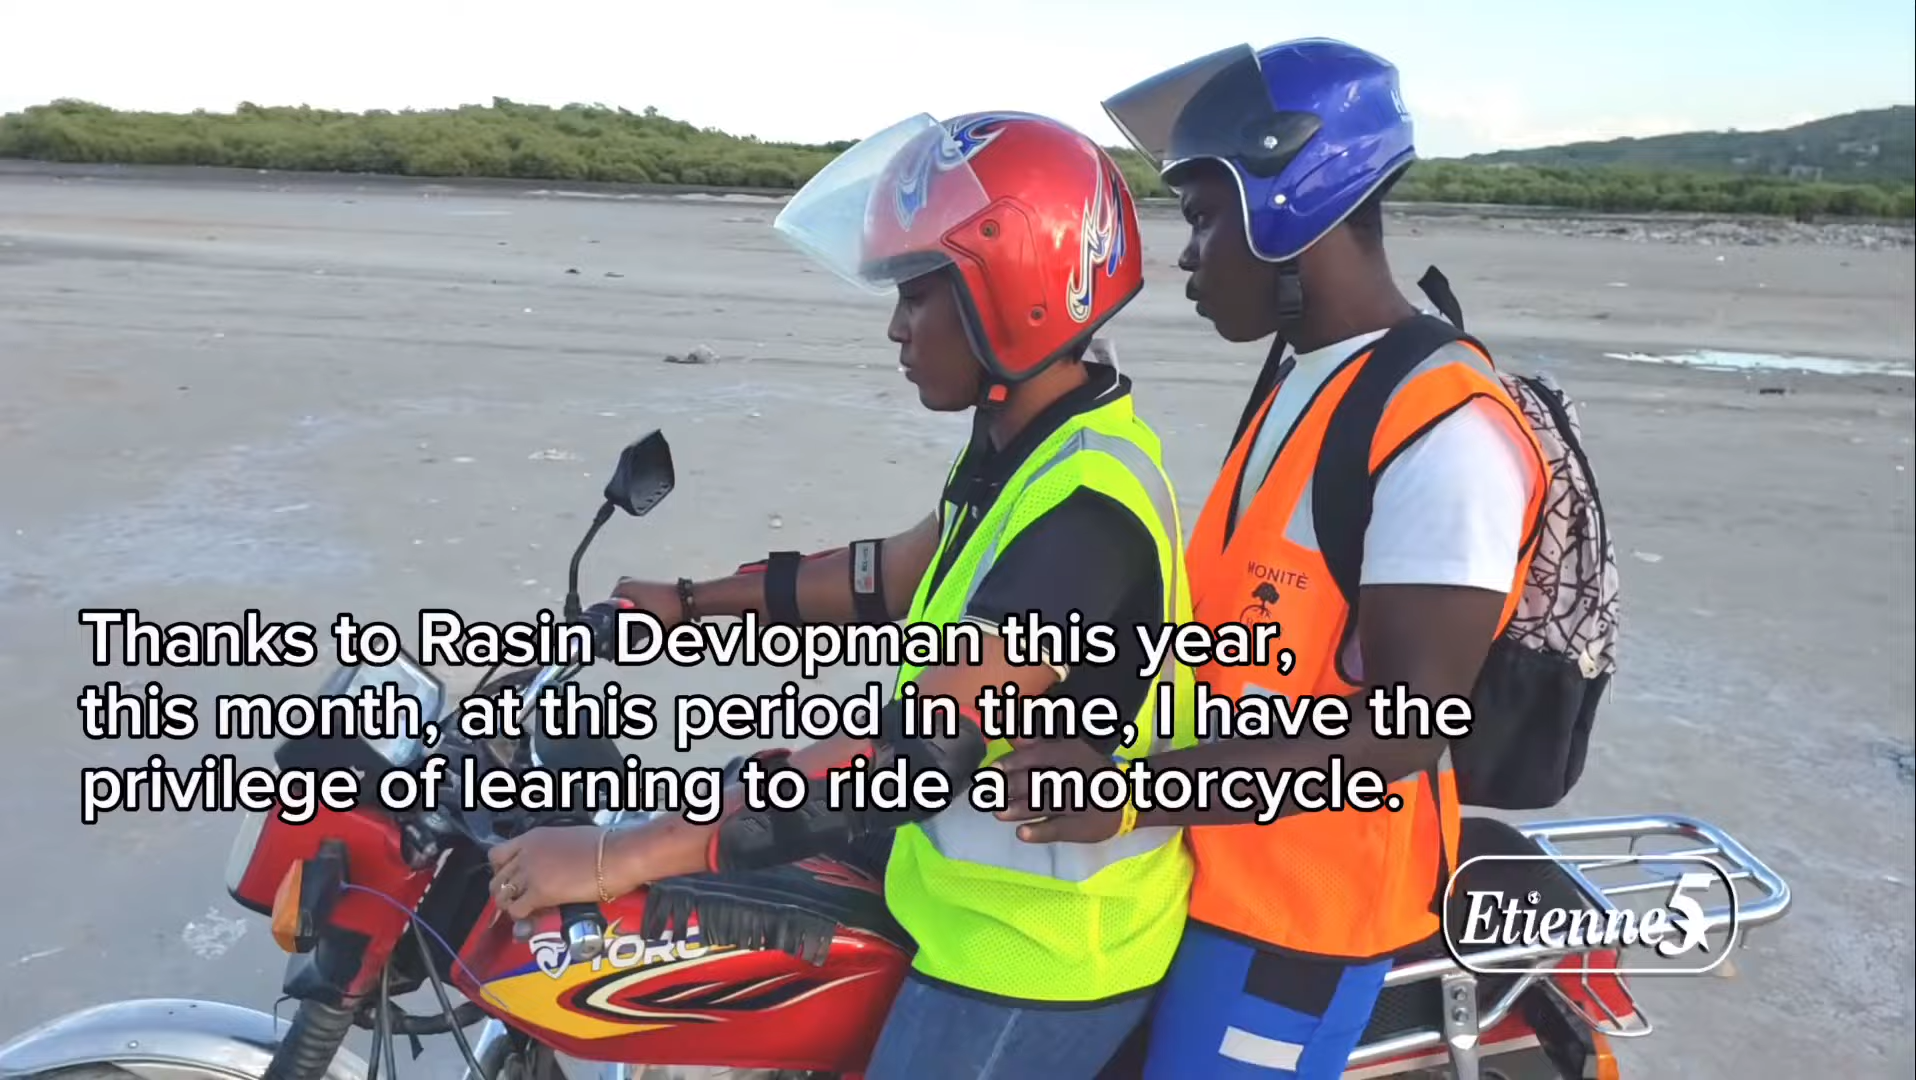 MONITÈ
Thanks to Rasin Devlopman this year,
this month, at this period in time, I have the
privilege of learning to ride a motorcycle.
Etienne5